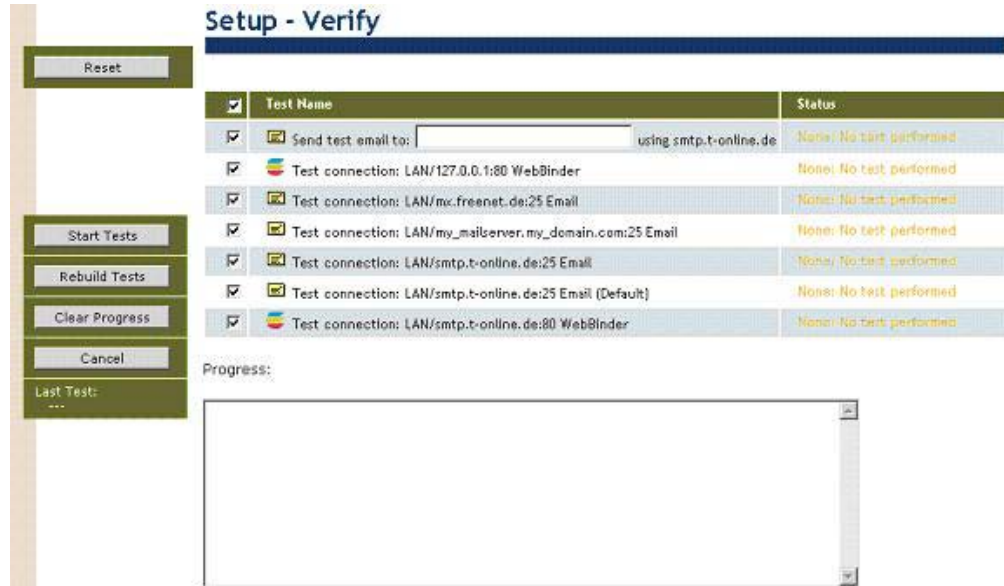 Setup - Verify
Reset
Test Name Status
Send test email to: using smtp.t-online.de None: No test performed
Test connection: LAN/127.0.0.1:80 WebBinder None: No test performed
Test connection: LAN/mx.freenet.de:25 Email None: No test performed
Test connection: LAN/my_mailserver.my_domain.com:25 Email None: No test performed
Test connection: LAN/smtp.t-online.de:25 Email None: No test performed
Test connection: LAN/smtp.t-online.de:25 Email (Default) None: No test performed
Test connection: LAN/smtp.t-online.de:80 WebBinder None: No test performed
Start Tests
Rebuild Tests
Clear Progress
Cancel
Last Test:
---
Progress: